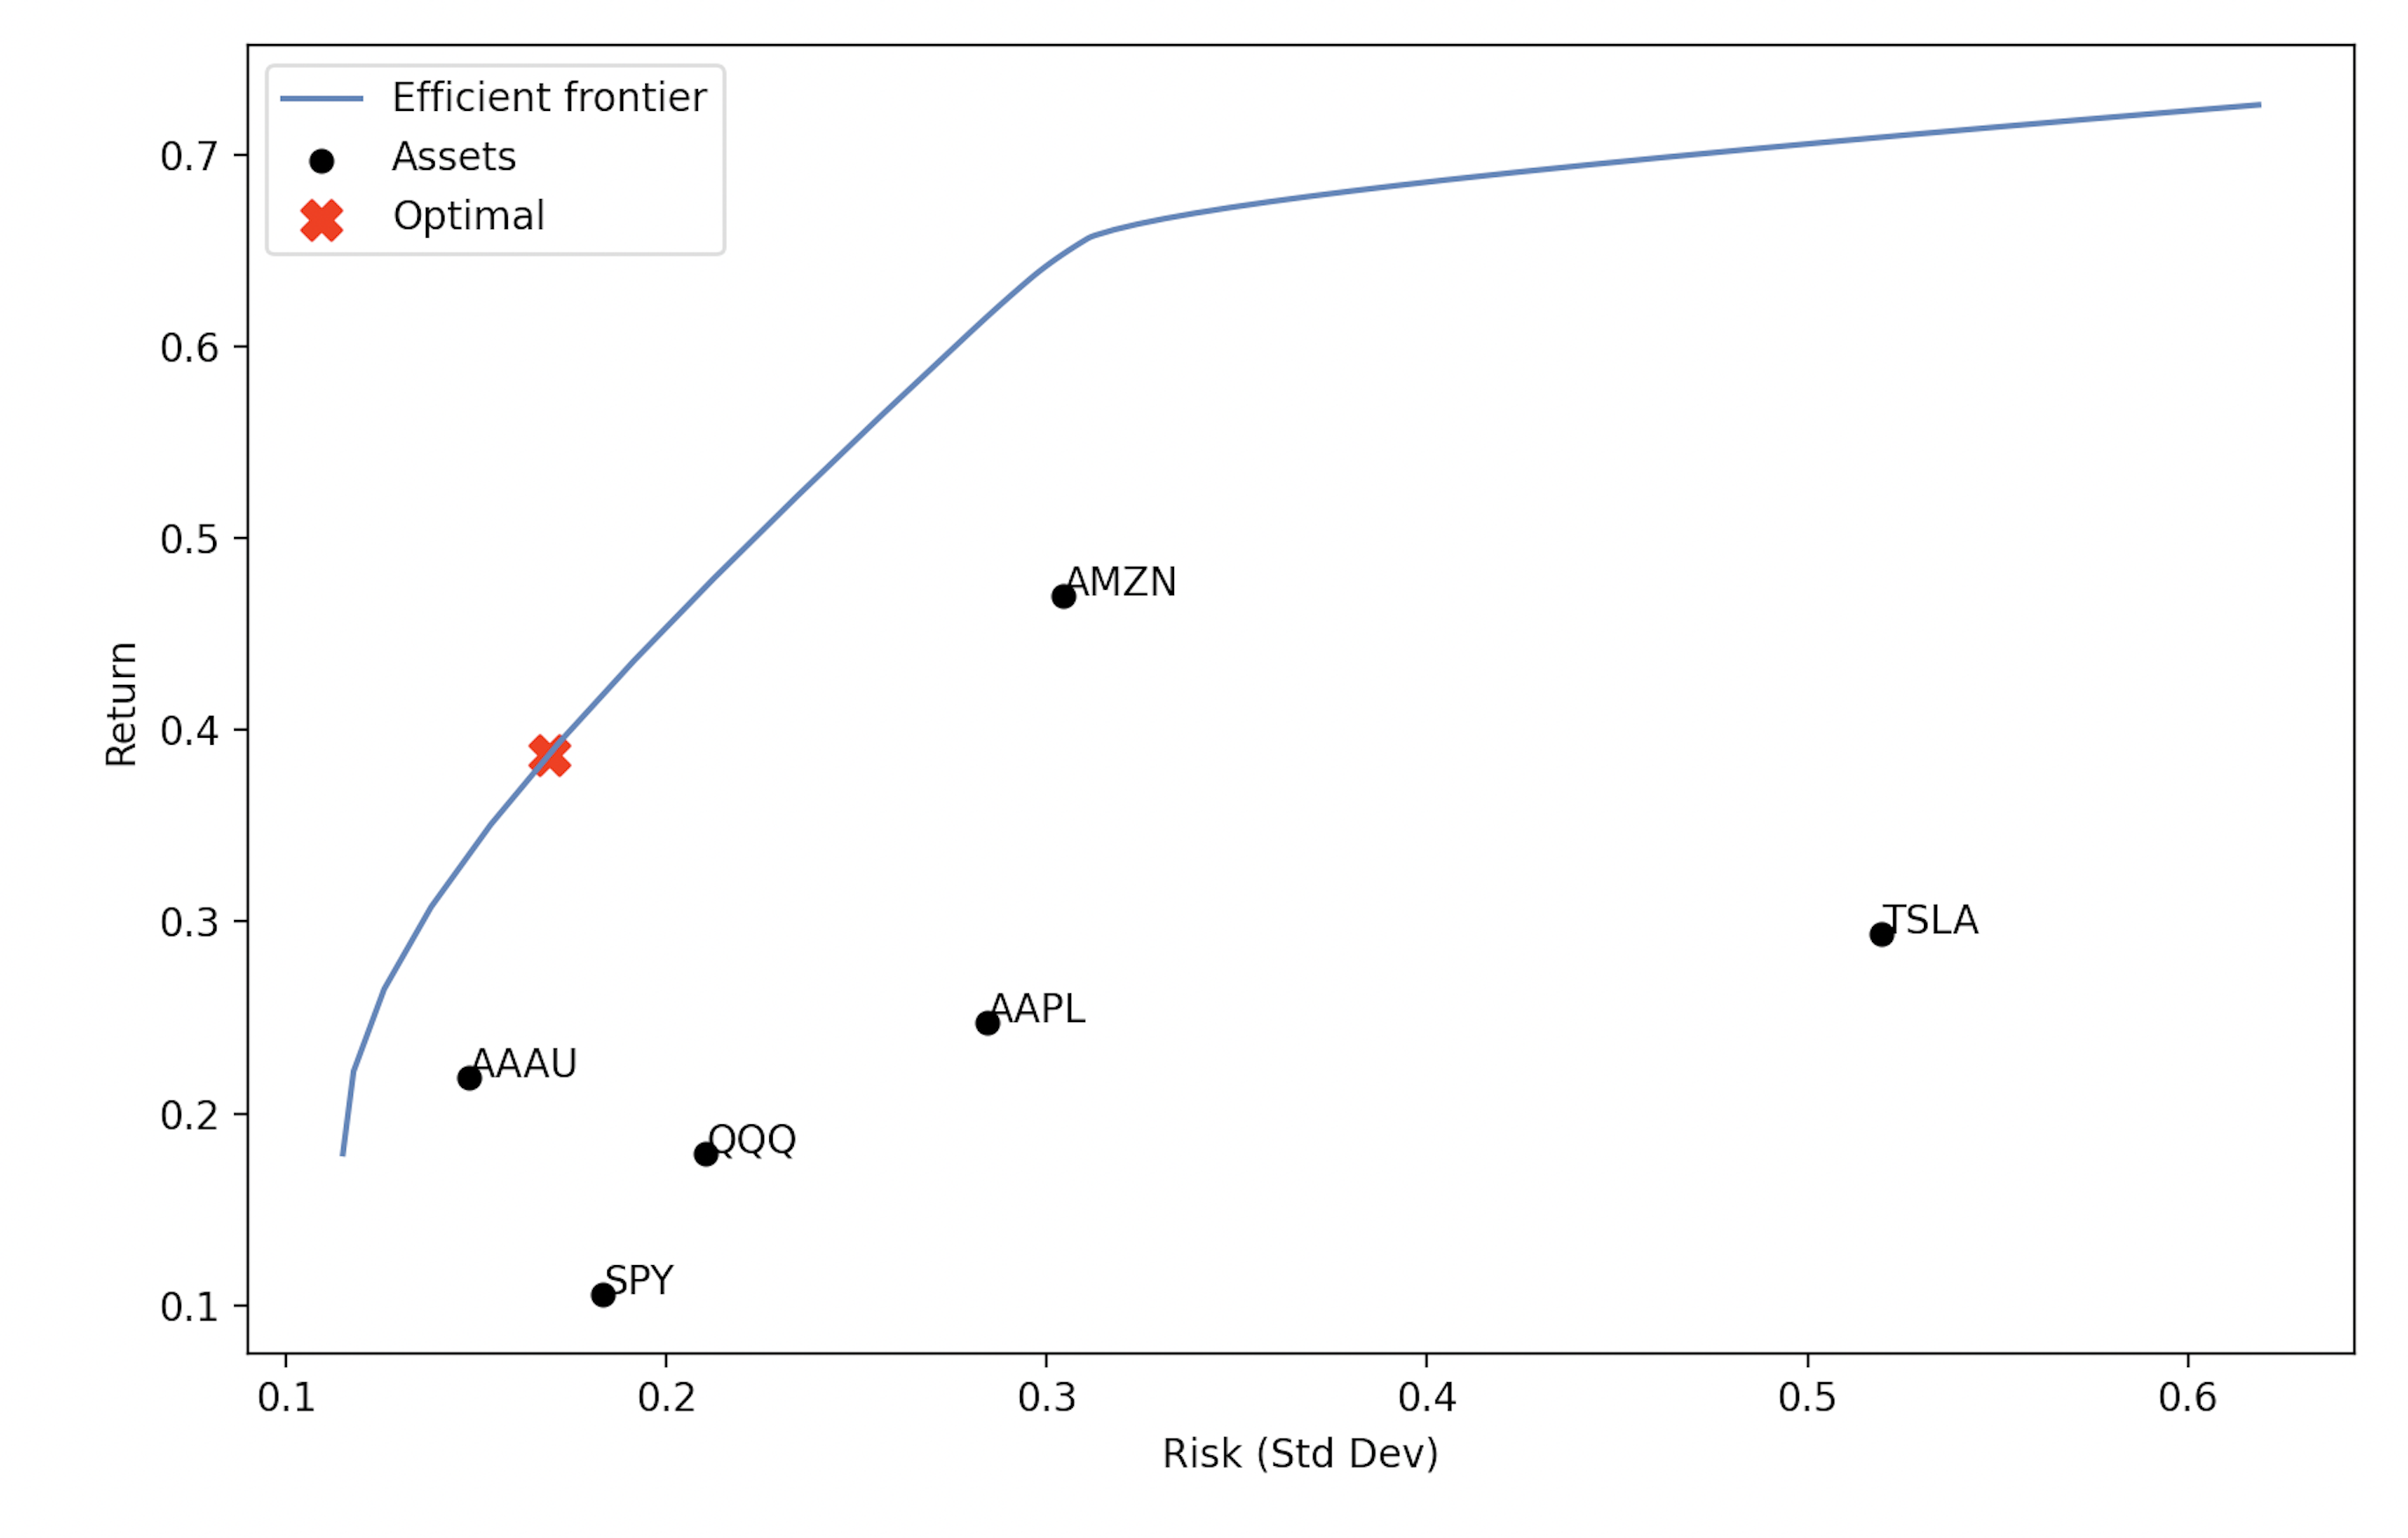 Efficient frontier
Assets
Optimal
0.7
0.6
0.5
0.4
0.3
0.2
0.1
Return
AMZN
TSLA
AAPL
AAAU
QQQ
SPY
0.1 0.2 0.3 0.4 0.5 0.6
Risk (Std Dev)